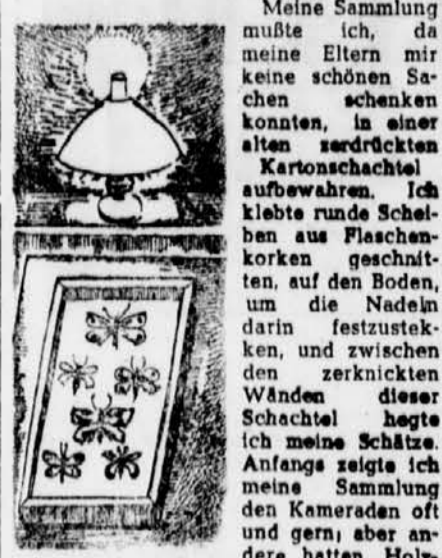 Meine Sammlung
mußte ich, da
meine Eltern mir
keine schönen Sa-
chen schenken
konnten, in einer
alten zerdrückten
Kartonschachtel
aufbewahren. Ich
klebte runde Schei-
ben aus Flaschen-
korken geschnit-
ten, auf den Boden,
um die Nadeln
darin festzustek-
ken, und zwischen
den zerknickten
Wänden dieser
Schachtel hegte
ich meine Schätze.
Anfangs zeigte ich
meine Sammlung
den Kameraden oft
und gern; aber an-
dere hatten Holz-